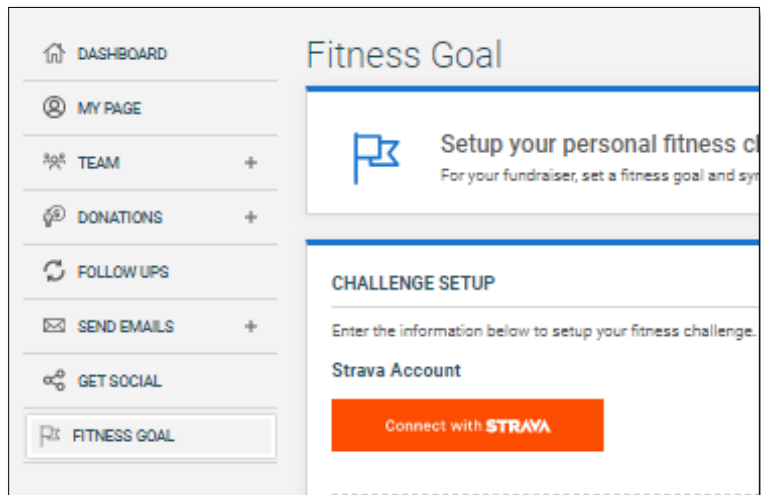 DASHBOARD
MY PAGE
TEAM +
DONATIONS +
FOLLOW UPS
SEND EMAILS +
GET SOCIAL
FITNESS GOAL
Fitness Goal
Setup your personal fitness
For your fundraiser, set a fitness goal and
CHALLENGE SETUP
Enter the information below to setup your fitness challenge.
Strava Account
Connect with STRAVA